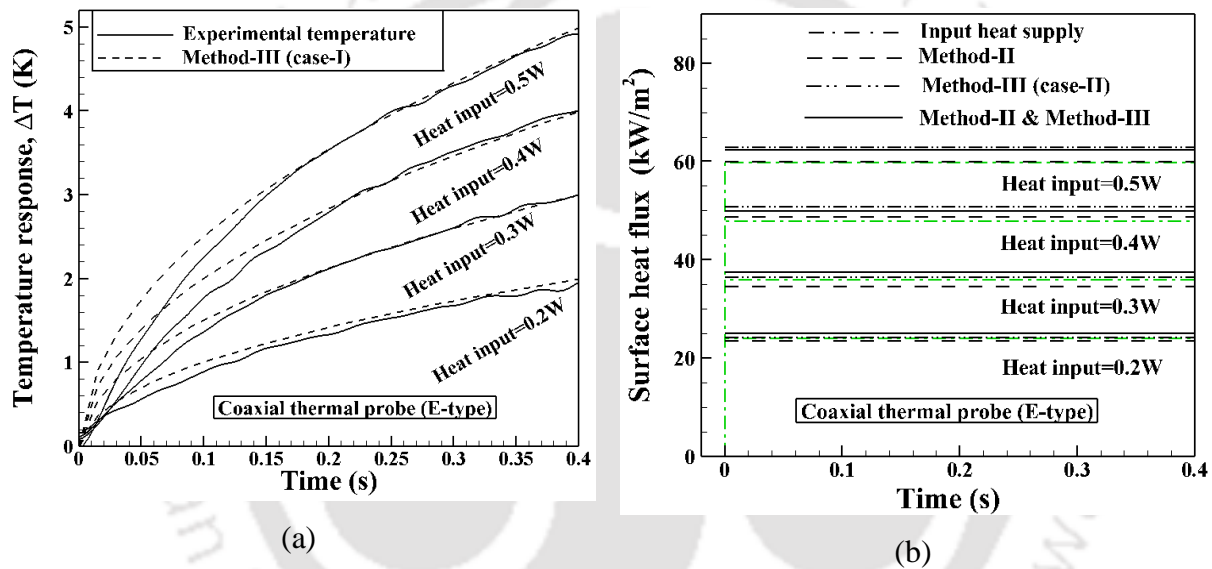 5
4
3
2
1
0
Temperature response, ΔT (K)
Experimental temperature
Method-III (case-I)
Heat input=0.5W
Heat input=0.4W
Heat input=0.3W
Heat input=0.2W
Coaxial thermal probe (E-type)
0 0.05 0.1 0.15 0.2 0.25 0.3 0.35 0.4
Time (s)
(a)
80
60
40
20
0
Surface heat flux (kW/m²)
Input heat supply
Method-II
Method-III (case-II)
Method-II & Method-III
Heat input=0.5W
Heat input=0.4W
Heat input=0.3W
Heat input=0.2W
Coaxial thermal probe (E-type)
0 0.1 0.2 0.3 0.4
Time (s)
(b)